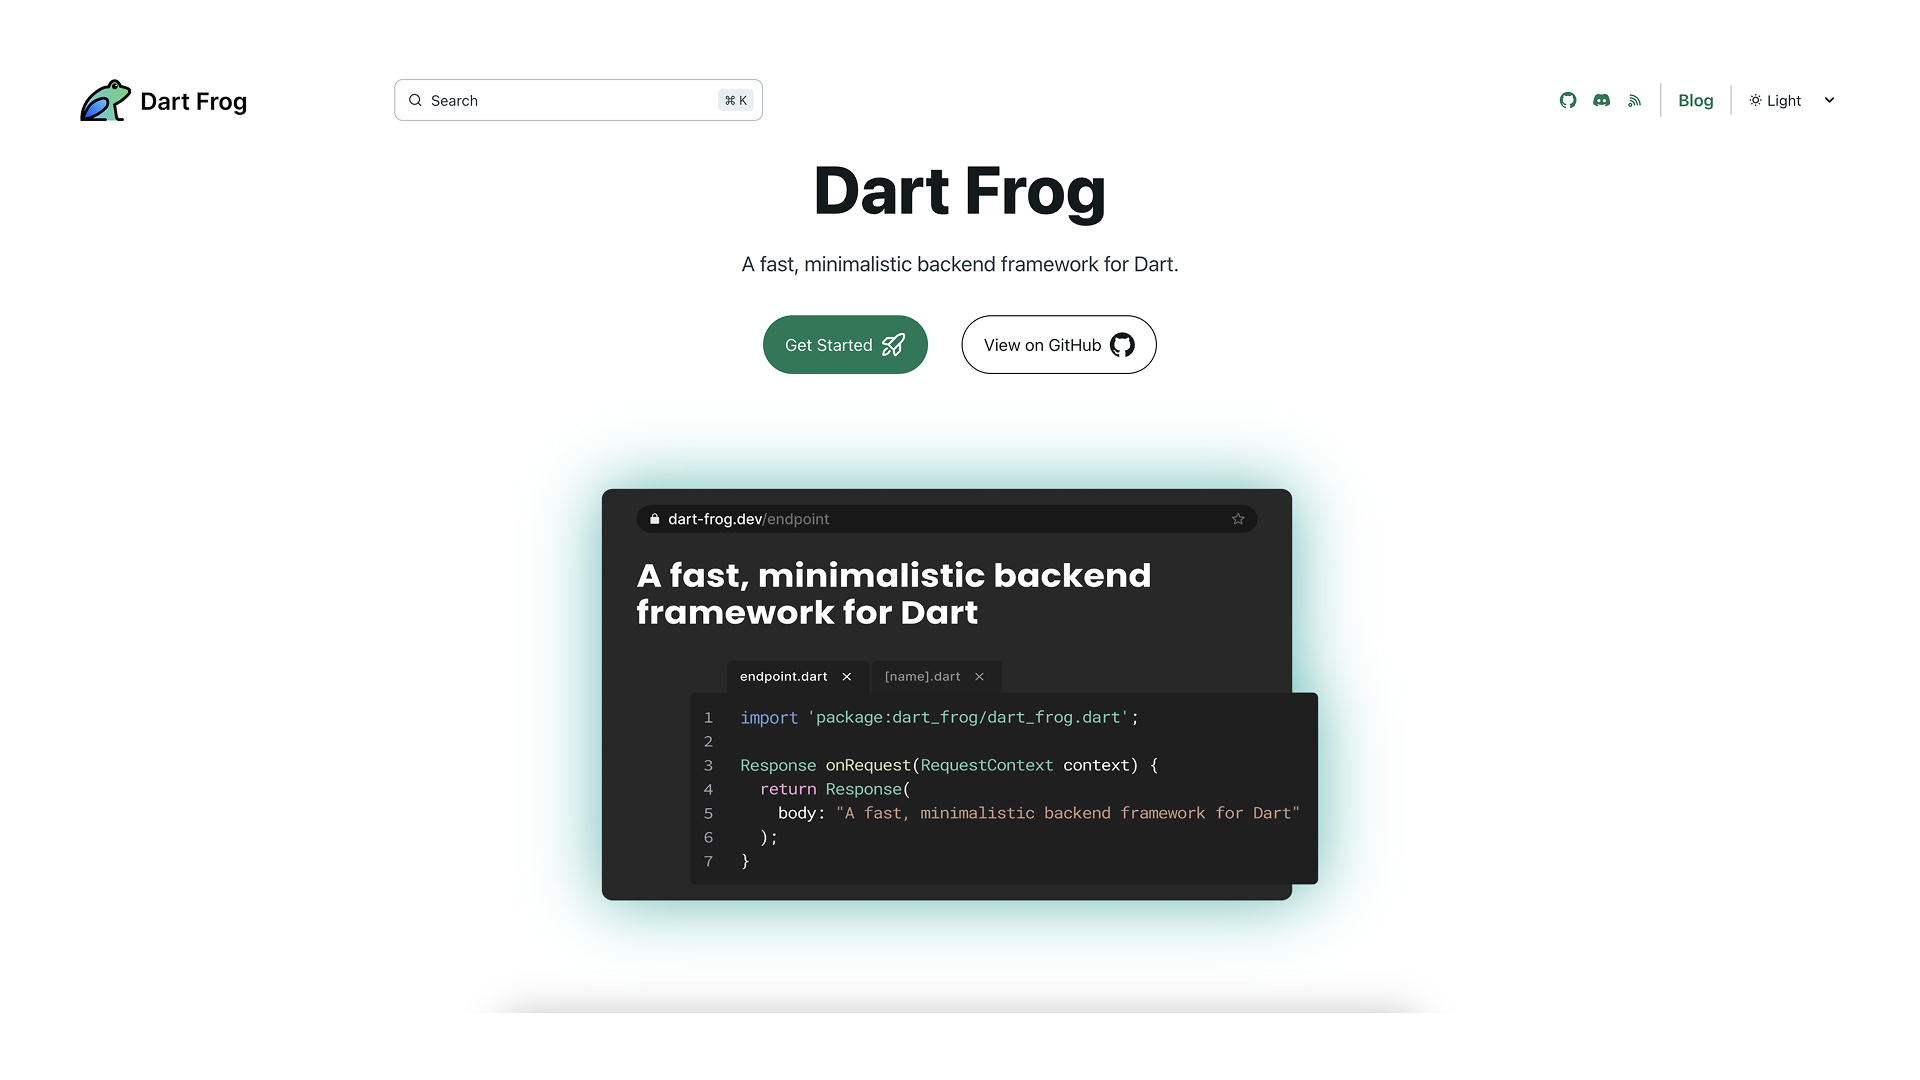 Dart Frog
Search
⌘ K
Blog
Light
Dart Frog
A fast, minimalistic backend framework for Dart.
Get Started
View on GitHub
dart-frog.dev/endpoint
A fast, minimalistic backend
framework for Dart
endpoint.dart ×
[name].dart ×
1 import 'package:dart_frog/dart_frog.dart';
2
3 Response onRequest(RequestContext context) {
4   return Response(
5     body: "A fast, minimalistic backend framework for Dart"
6   );
7 }